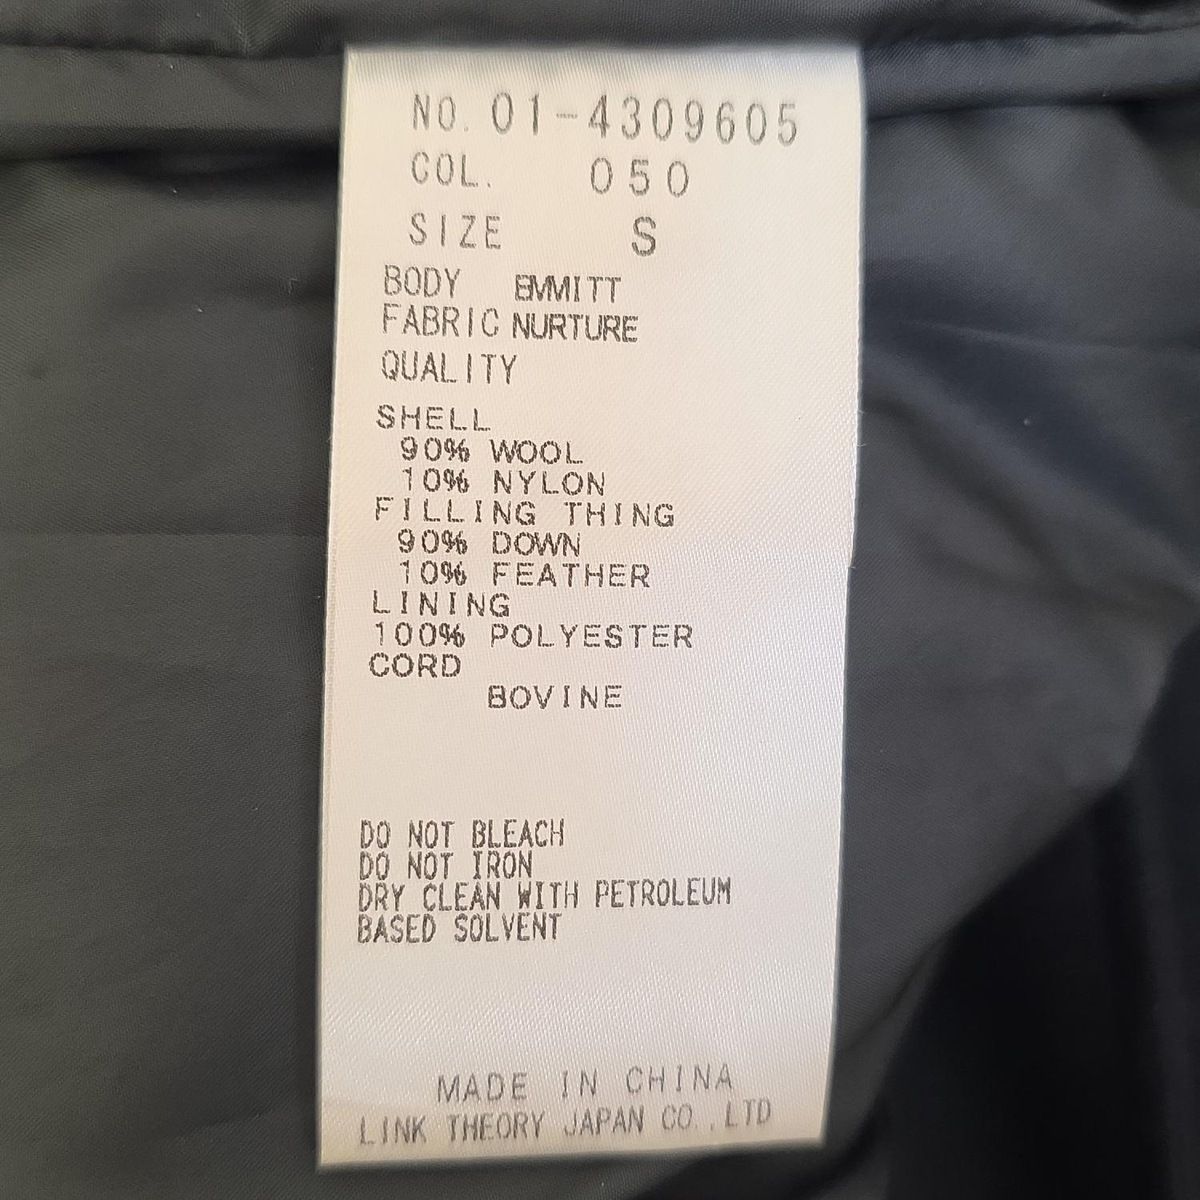 NO. 01-4309605
COL. 050
SIZE S
BODY EMMITT
FABRIC NURTURE
QUALITY
SHELL
90% WOOL
10% NYLON
FILLING THING
90% DOWN
10% FEATHER
LINING
100% POLYESTER
CORD
BOVINE
DO NOT BLEACH
DO NOT IRON
DRY CLEAN WITH PETROLEUM
BASED SOLVENT
MADE IN CHINA
LINK THEORY JAPAN CO.,LTD